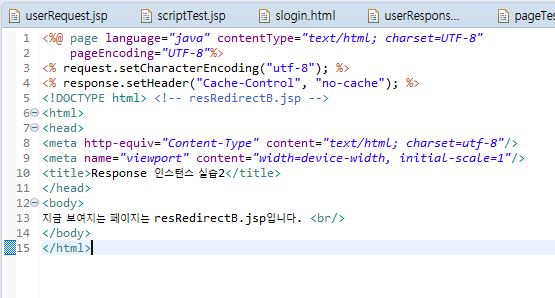 userRequest.jsp scriptTest.jsp slogin.html userRespons... pageTes
1 <%@ page language="java" contentType="text/html; charset=UTF-8"
2 pageEncoding="UTF-8"%>
3 <% request.setCharacterEncoding("utf-8"); %>
4 <% response.setHeader("Cache-Control", "no-cache"); %>
5 <!DOCTYPE html> <!-- resRedirectB.jsp -->
6 <html>
7 <head>
8 <meta http-equiv="Content-Type" content="text/html; charset=utf-8"/>
9 <meta name="viewport" content="width=device-width, initial-scale=1"/>
10 <title>Response 인스턴스 실습2</title>
11 </head>
12 <body>
13 지금 보여지는 페이지는 resRedirectB.jsp입니다. <br/>
14 </body>
15 </html>